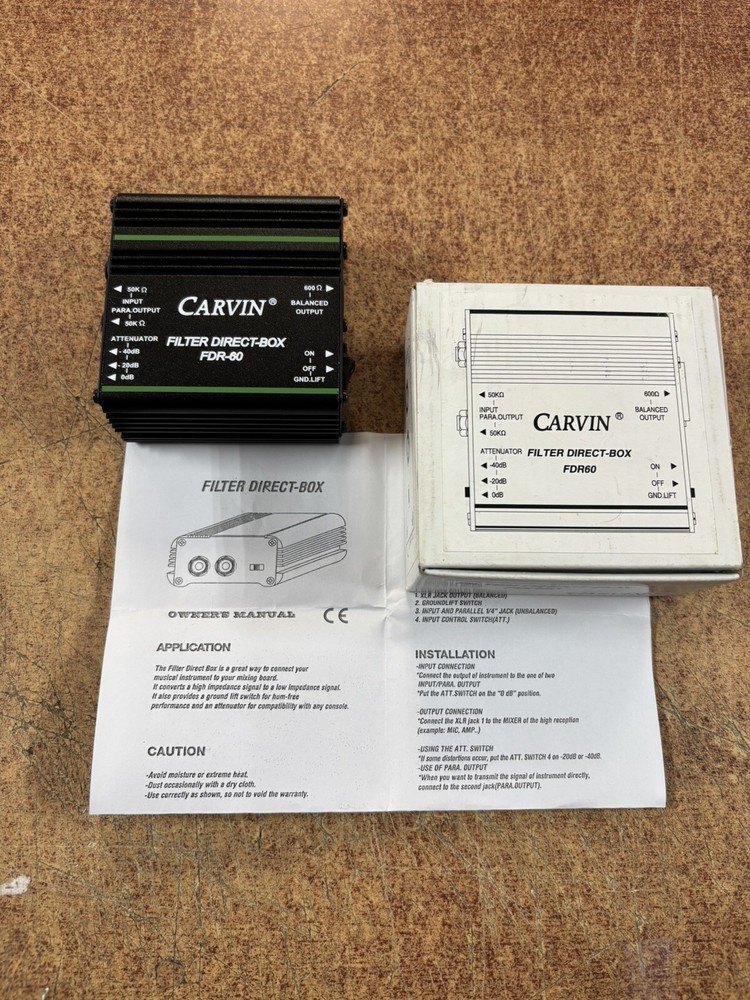 50KΩ
INPUT
PARA.OUTPUT
50KΩ
ATTENUATOR
- 40dB
- 20dB
0dB
CARVIN ®
FILTER DIRECT-BOX
FDR-60
600Ω
BALANCED
OUTPUT
ON
OFF
GND.LIFT
50KΩ
INPUT
PARA.OUTPUT
50KΩ
ATTENUATOR
-40dB
-20dB
0dB
CARVIN ®
FILTER DIRECT-BOX
FDR60
600Ω
BALANCED
OUTPUT
ON
OFF
GND.LIFT
FILTER DIRECT-BOX
OWNER'S MANUAL CE
APPLICATION
The Filter Direct Box is a great way to connect your
musical instrument to your mixing board.
It converts a high impedance signal to a low impedance signal.
It also provides a ground lift switch for hum-free
performance and an attenuator for compatibility with any console.
CAUTION
-Avoid moisture or extreme heat.
-Dust occasionally with a dry cloth.
-Use correctly as shown, so not to void the warranty.
1. XLR JACK OUTPUT (BALANCED)
2. GROUNDLIFT SWITCH
3. INPUT AND PARALLEL 1/4" JACK (UNBALANCED)
4. INPUT CONTROL SWITCH(ATT.)
INSTALLATION
-INPUT CONNECTION
*Connect the output of instrument to the one of two
INPUT/PARA. OUTPUT
*Put the ATT.SWITCH on the "0 dB" position.
-OUTPUT CONNECTION
*Connect the XLR jack 1 to the MIXER of the high reception
(example: MIC, AMP..)
-USING THE ATT. SWITCH
*If some distortions occur, put the ATT. SWITCH 4 on -20dB or -40dB.
-USE OF PARA. OUTPUT
*When you want to transmit the signal of instrument directly,
connect to the second jack(PARA.OUTPUT).